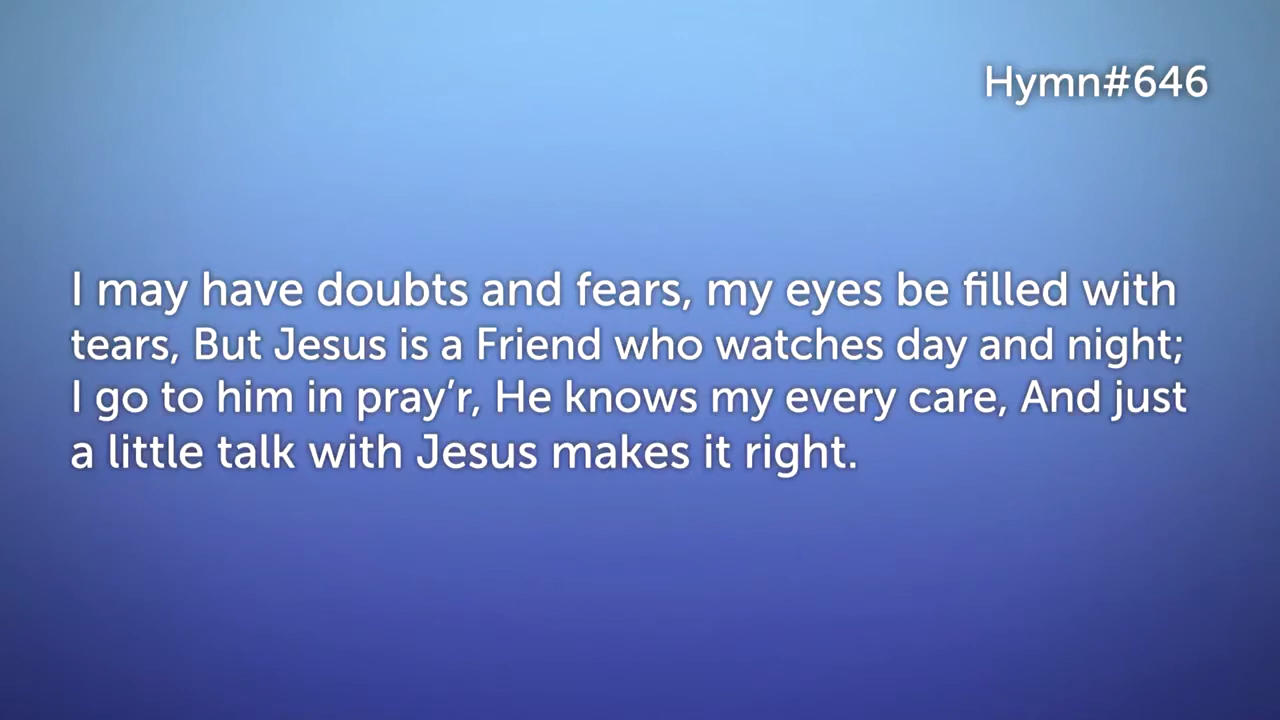 Hymn#646
I may have doubts and fears, my eyes be filled with
tears, But Jesus is a Friend who watches day and night;
I go to him in pray’r, He knows my every care, And just
a little talk with Jesus makes it right.